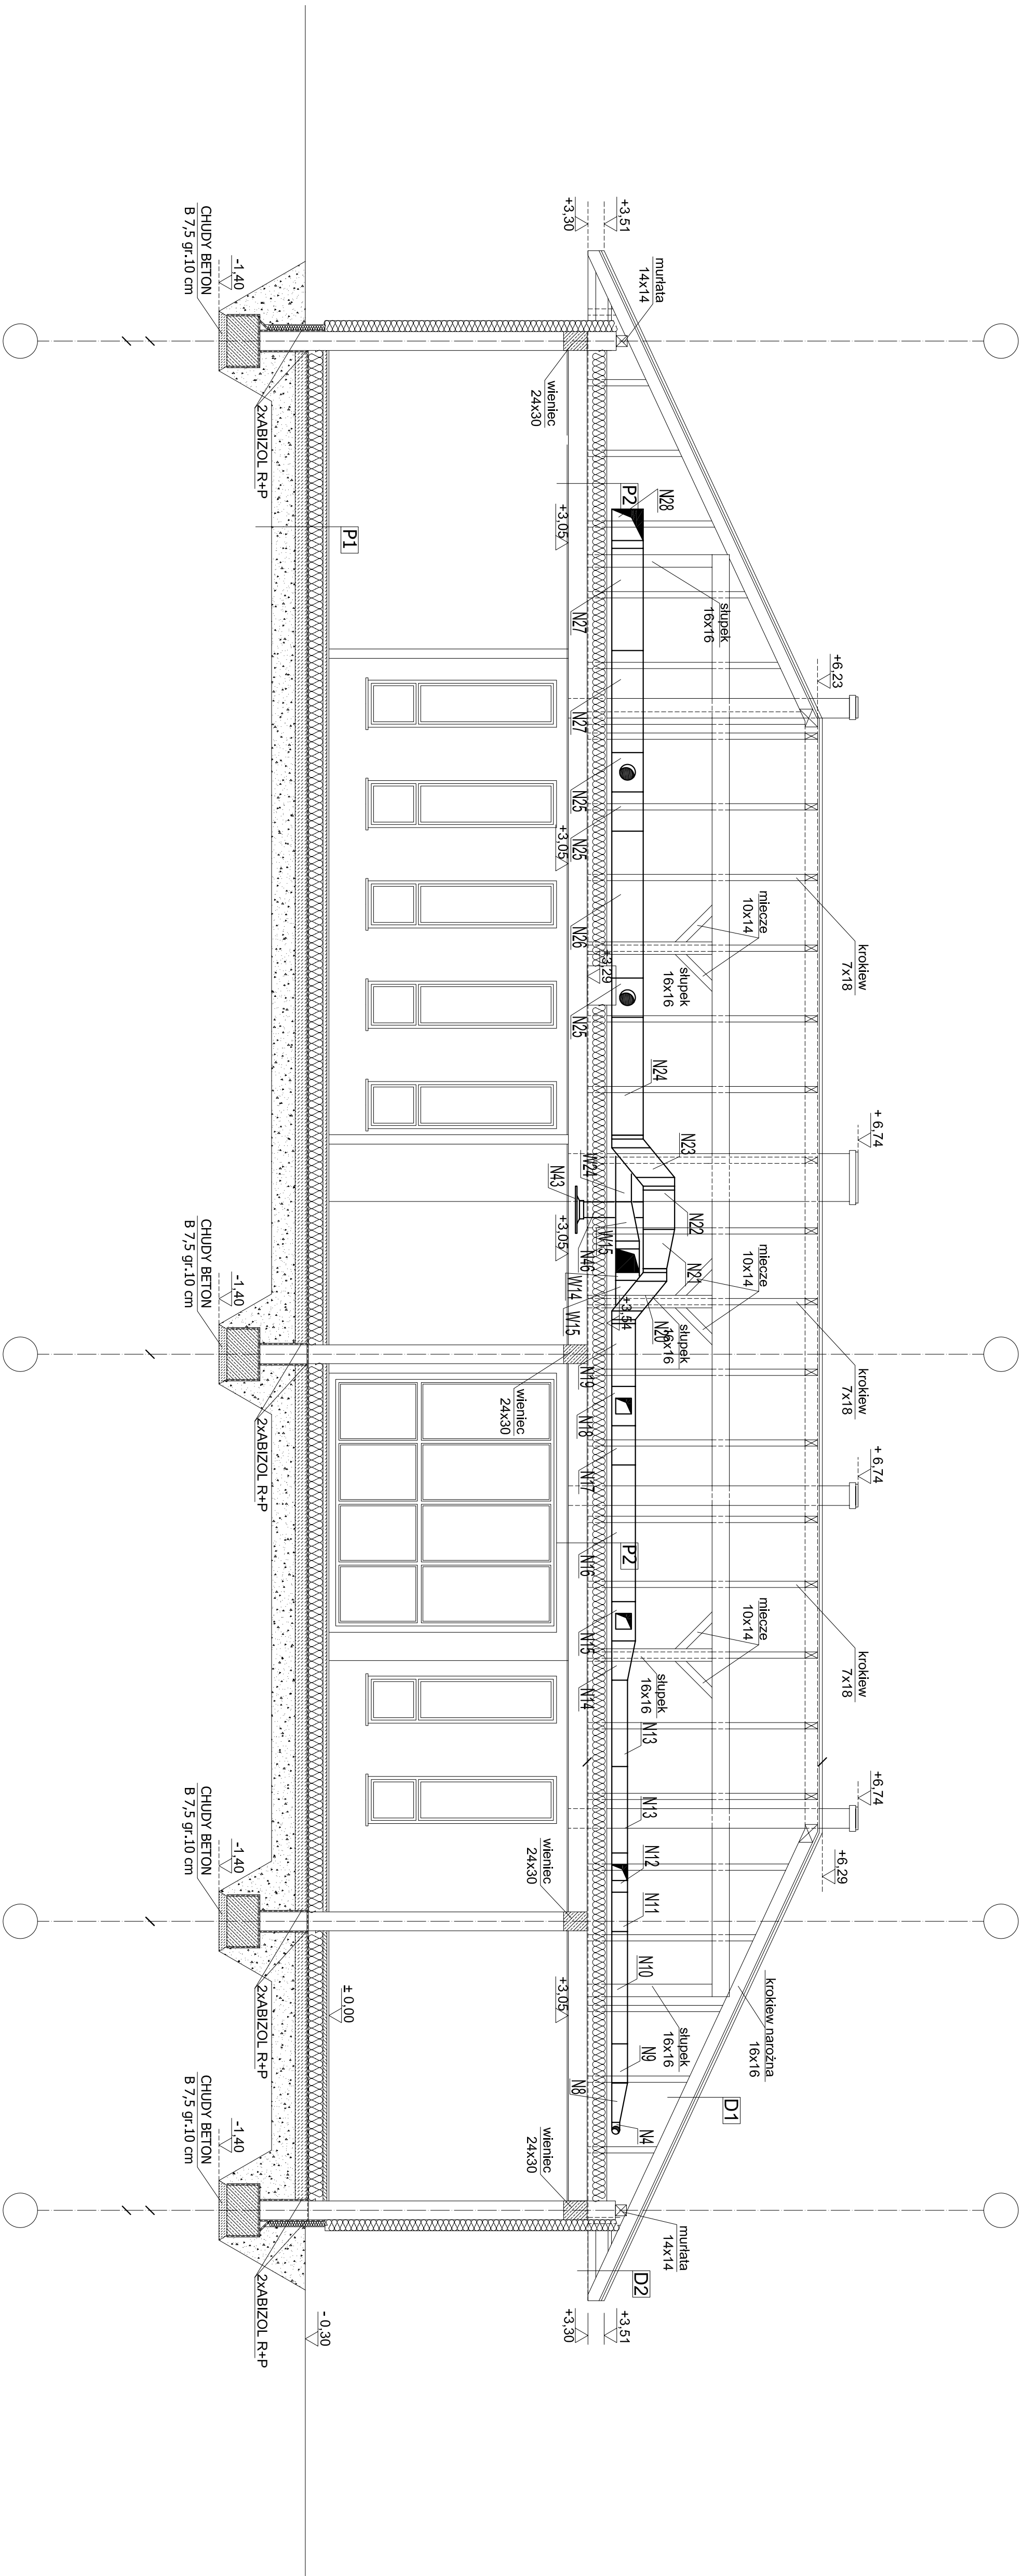 +3,51
+3,30
murłata
14x14
CHUDY BETON
B 7,5 gr.10 cm
-1,40
2xABIZOL R+P
wieniec
24x30
P1
P2
N28
+3,05
słupek
16x16
N27
+6,23
N27
N25
N25
+3,05
krokiew
7x18
miecze
10x14
N26
słupek
16x16
+3,29
N25
N24
+ 6,74
N23
W24
N43
N22
W15
+3,05
N46
N21
miecze
10x14
W14
W15
+3,54
N20
słupek
16x16
krokiew
7x18
CHUDY BETON
B 7,5 gr.10 cm
-1,40
2xABIZOL R+P
N19
wieniec
24x30
N18
+ 6,74
N17
P2
N16
miecze
10x14
N15
krokiew
7x18
słupek
16x16
N14
N13
+6,74
N13
+6,29
N12
wieniec
24x30
N11
CHUDY BETON
B 7,5 gr.10 cm
-1,40
2xABIZOL R+P
N10
± 0,00
+3,05
krokiew narożna
16x16
słupek
16x16
N9
D1
N8
N4
wieniec
24x30
CHUDY BETON
B 7,5 gr.10 cm
-1,40
2xABIZOL R+P
murłata
14x14
D2
+3,51
+3,30
- 0,30